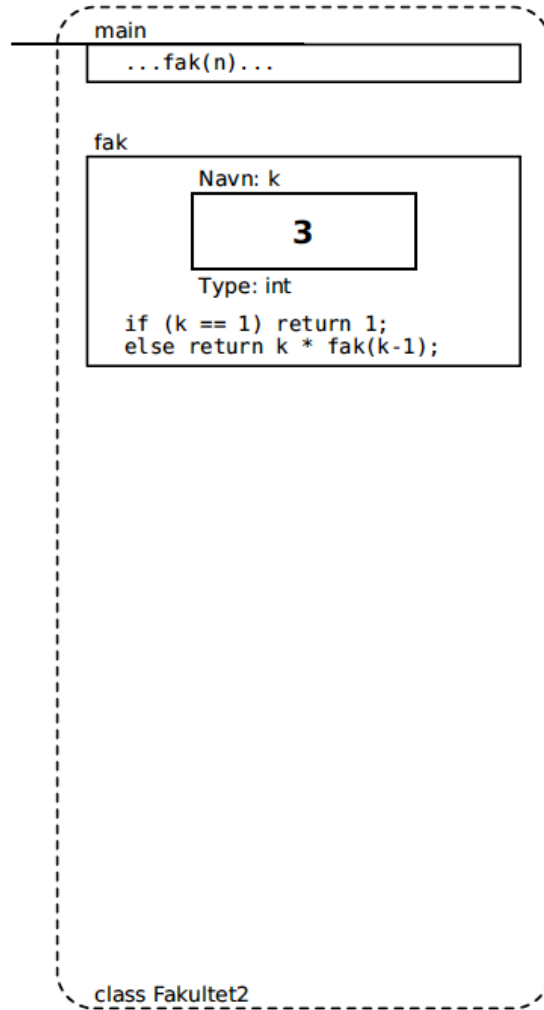 main
...fak(n)...
fak
Navn: k
3
Type: int
if (k == 1) return 1;
else return k * fak(k-1);
class Fakultet2